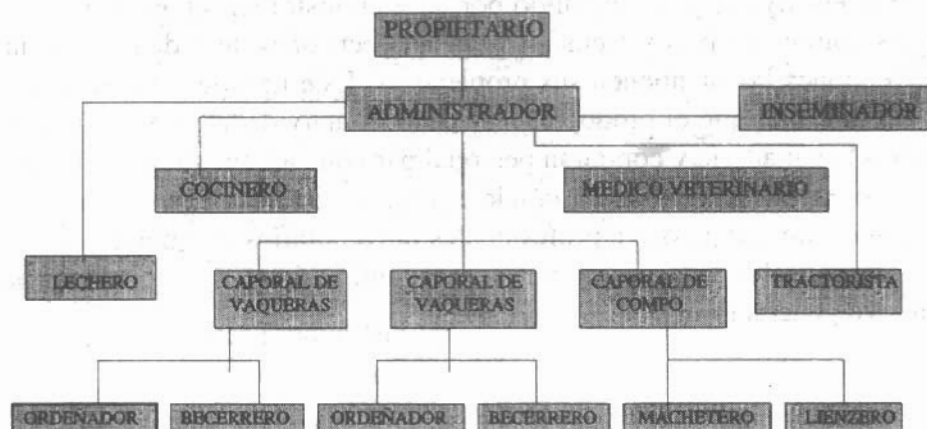 PROPIETARIO
ADMINISTRADOR
INSEMINADOR
COCINERO
MEDICO VETERINARIO
LECHERO
CAPORAL DE
VAQUERAS
CAPORAL DE
VAQUERAS
CAPORAL DE
COMPO
TRACTORISTA
ORDEÑADOR
BECERRERO
ORDEÑADOR
BECERRERO
MACHETERO
LIENZERO